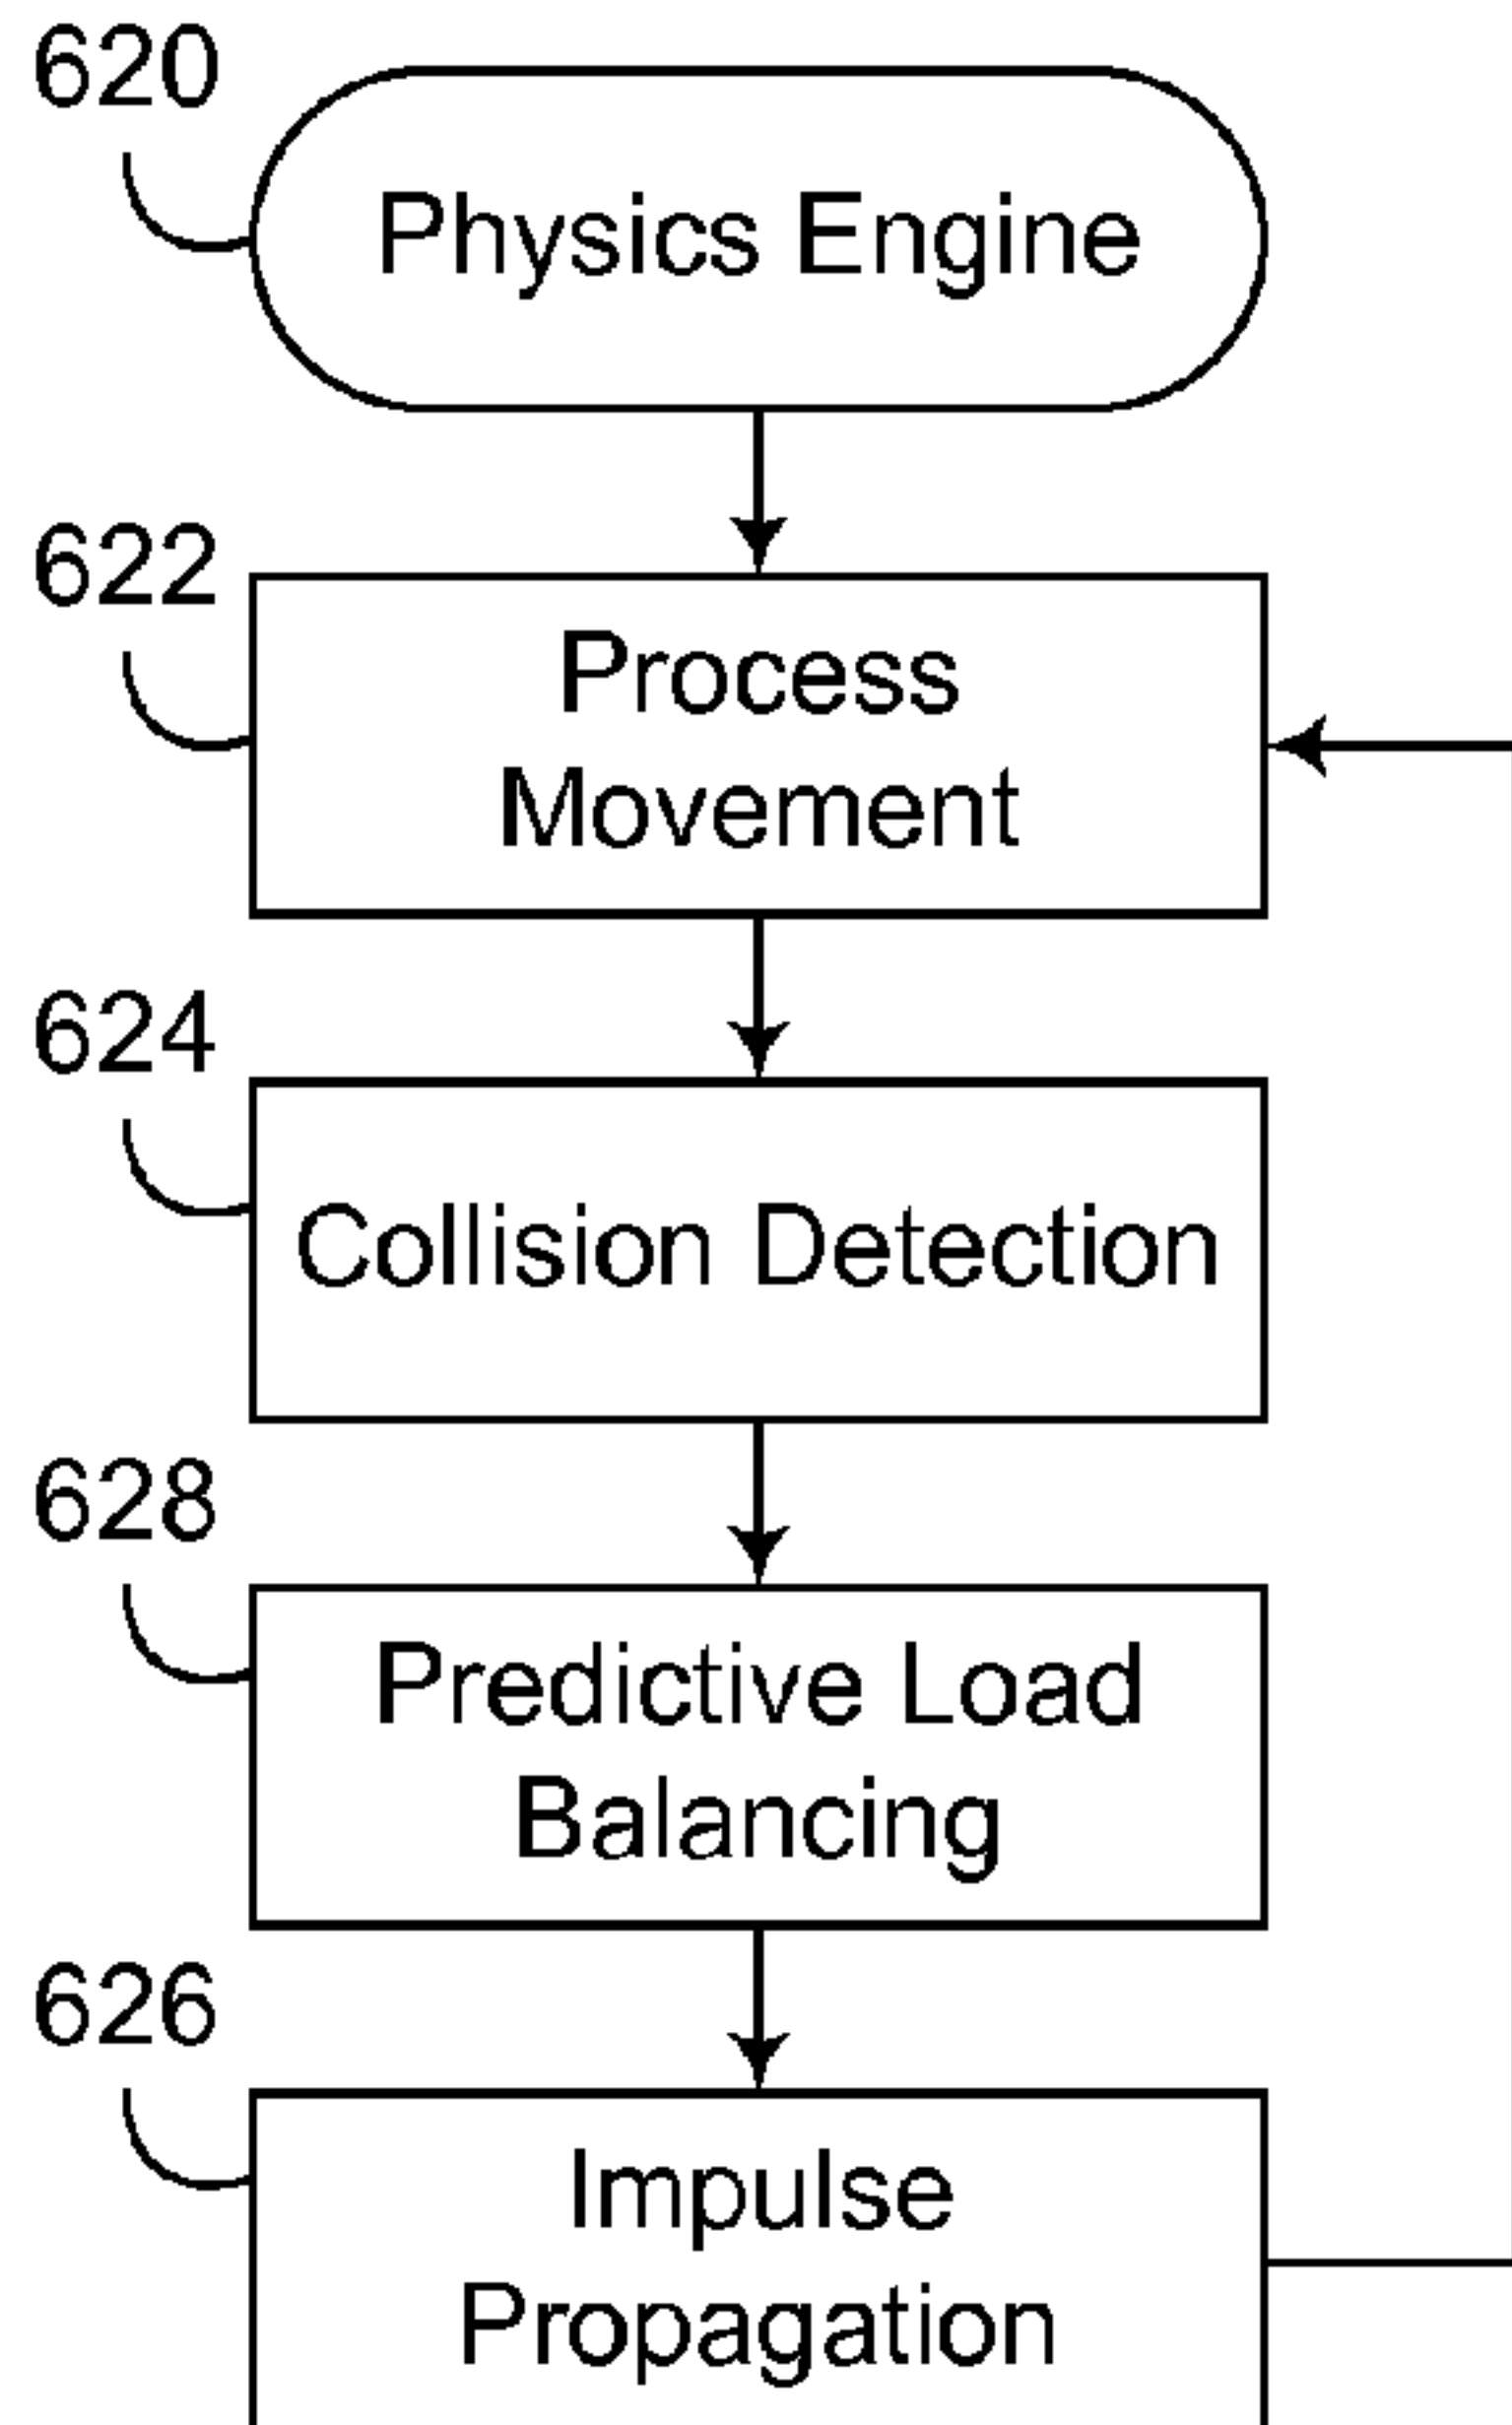 620
Physics Engine
622
Process
Movement
624
Collision Detection
628
Predictive Load
Balancing
626
Impulse
Propagation